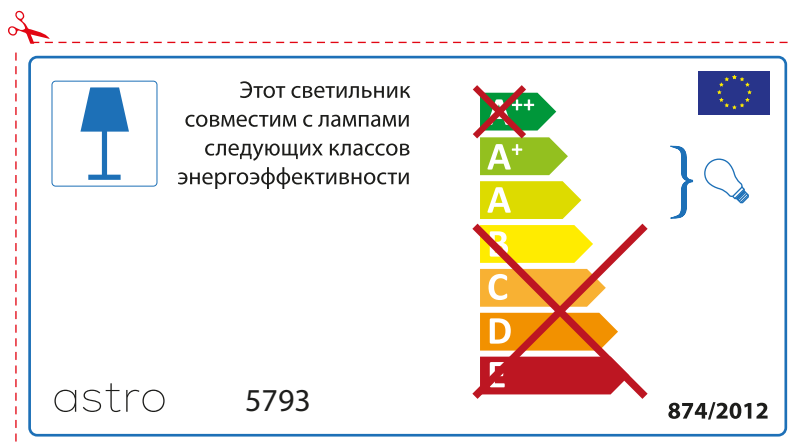 Этот светильник
совместим с лампами
следующих классов
энергоэффективности
A++
A+
A
B
C
D
E
astro
5793
874/2012